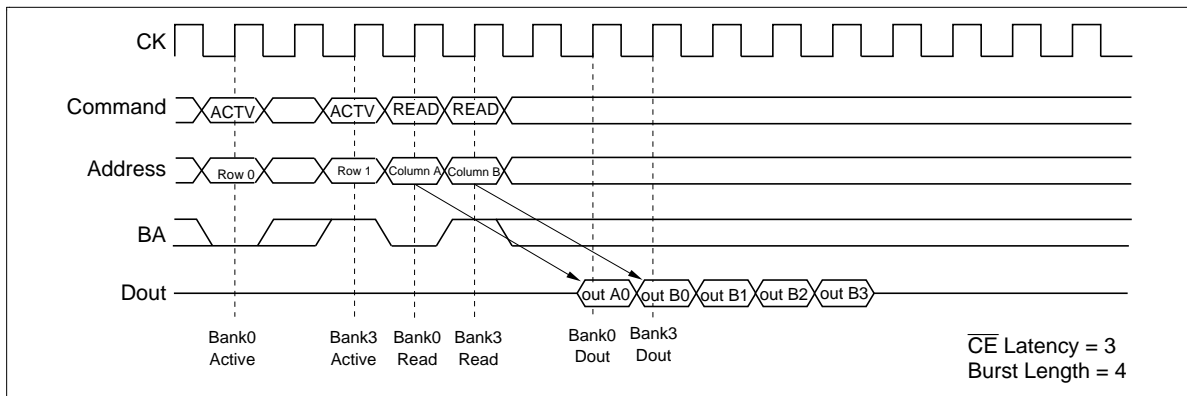 CK
Command
ACTV
ACTV
READ
READ
Address
Row 0
Row 1
Column A
Column B
BA
Dout
out A0
out B0
out B1
out B2
out B3
Bank0
Active
Bank3
Active
Bank0
Read
Bank3
Read
Bank0
Dout
Bank3
Dout
CE Latency = 3
Burst Length = 4